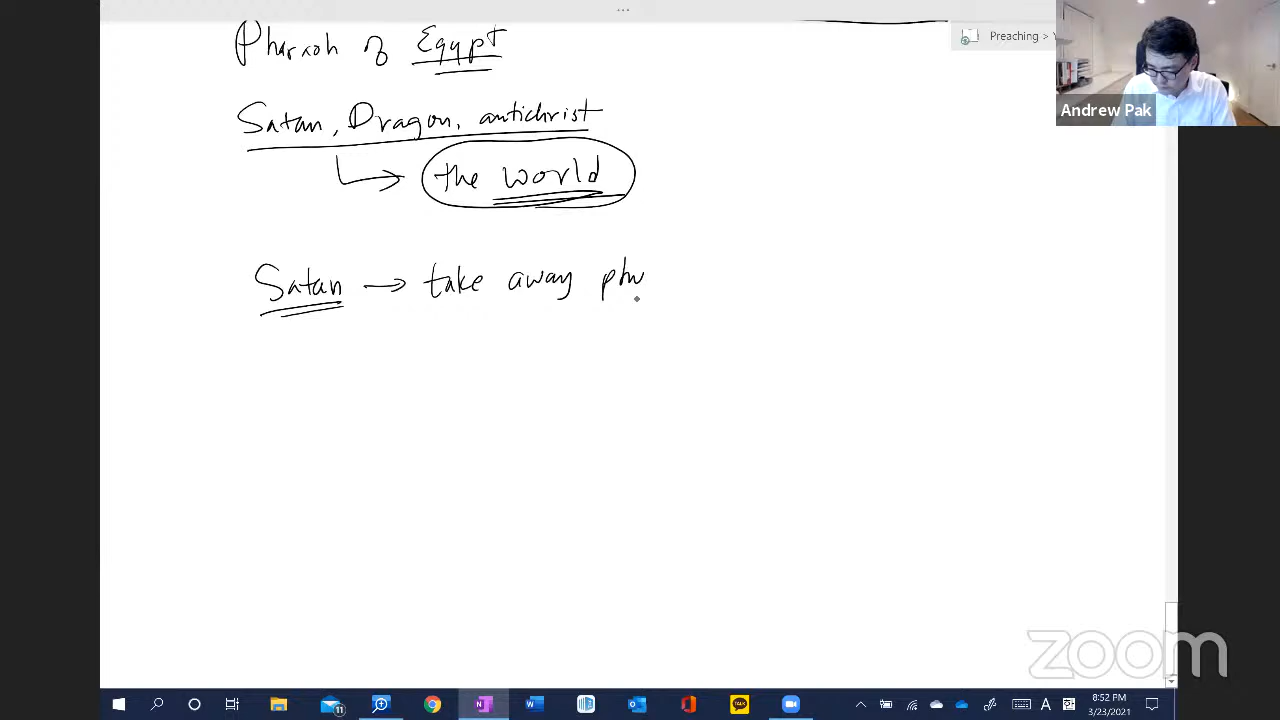 Pharaoh of Egypt
Preaching >
Andrew Pak
Satan, Dragon, antichrist
the world
Satan → take away
zoom
11
8:52 PM
3/23/2021